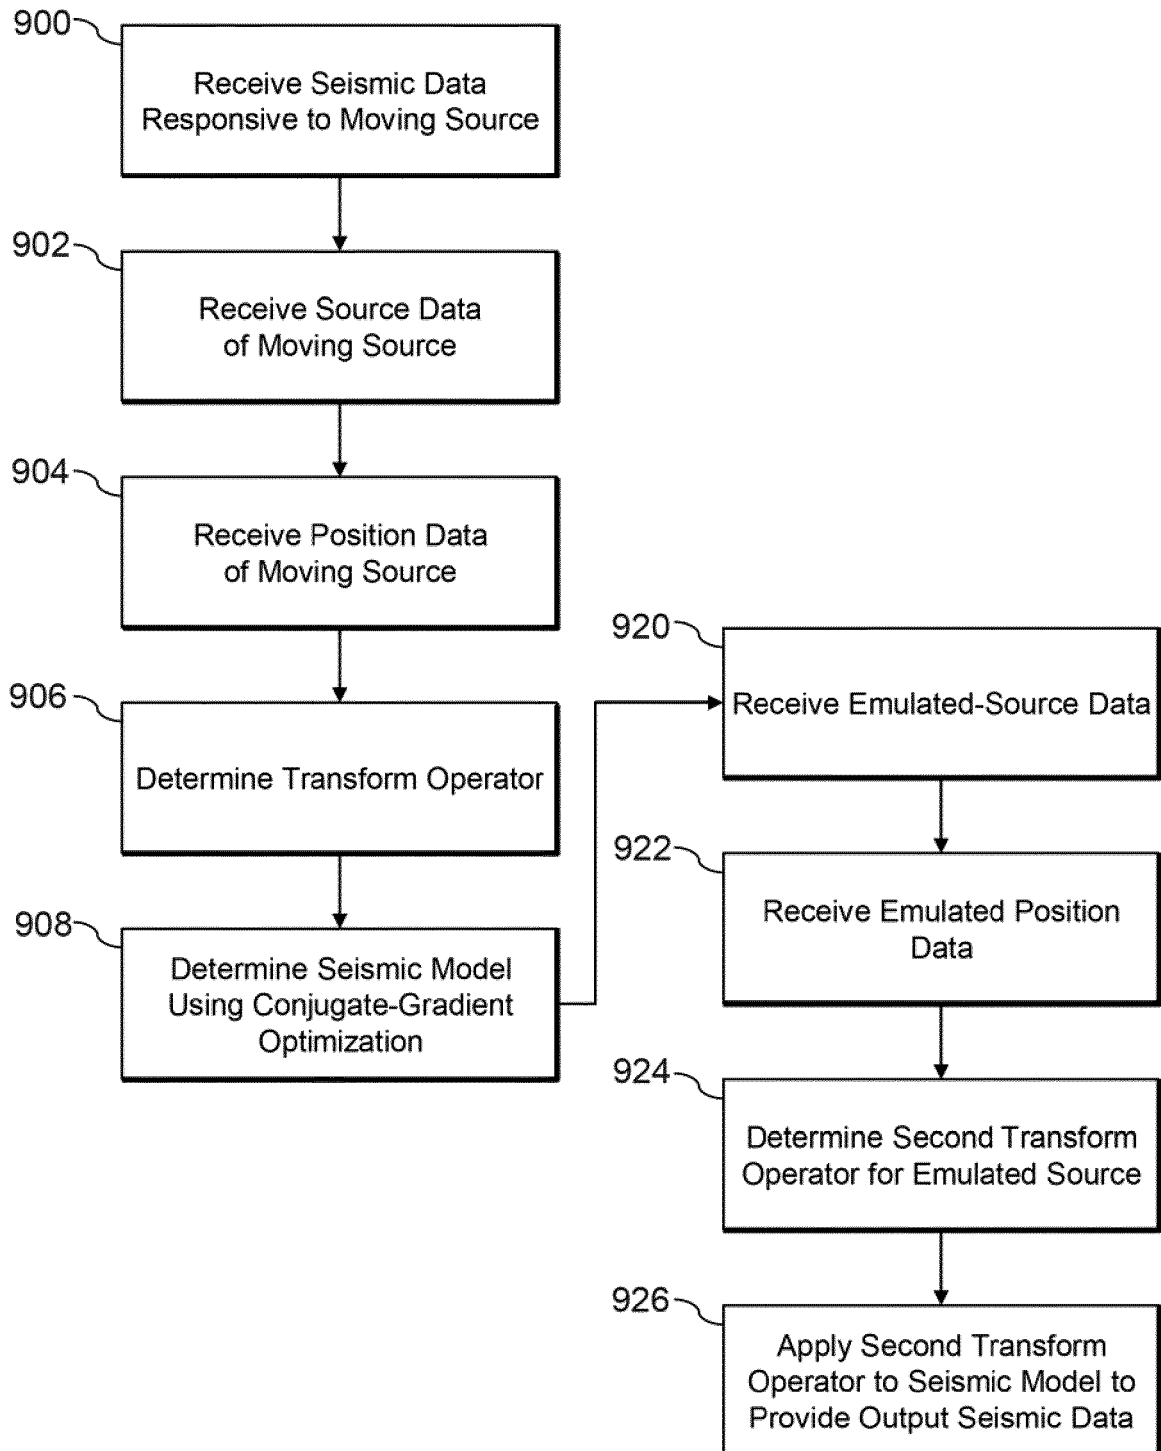 900
Receive Seismic Data
Responsive to Moving Source
902
Receive Source Data
of Moving Source
904
Receive Position Data
of Moving Source
906
Determine Transform Operator
908
Determine Seismic Model
Using Conjugate-Gradient
Optimization
920
Receive Emulated-Source Data
922
Receive Emulated Position
Data
924
Determine Second Transform
Operator for Emulated Source
926
Apply Second Transform
Operator to Seismic Model to
Provide Output Seismic Data